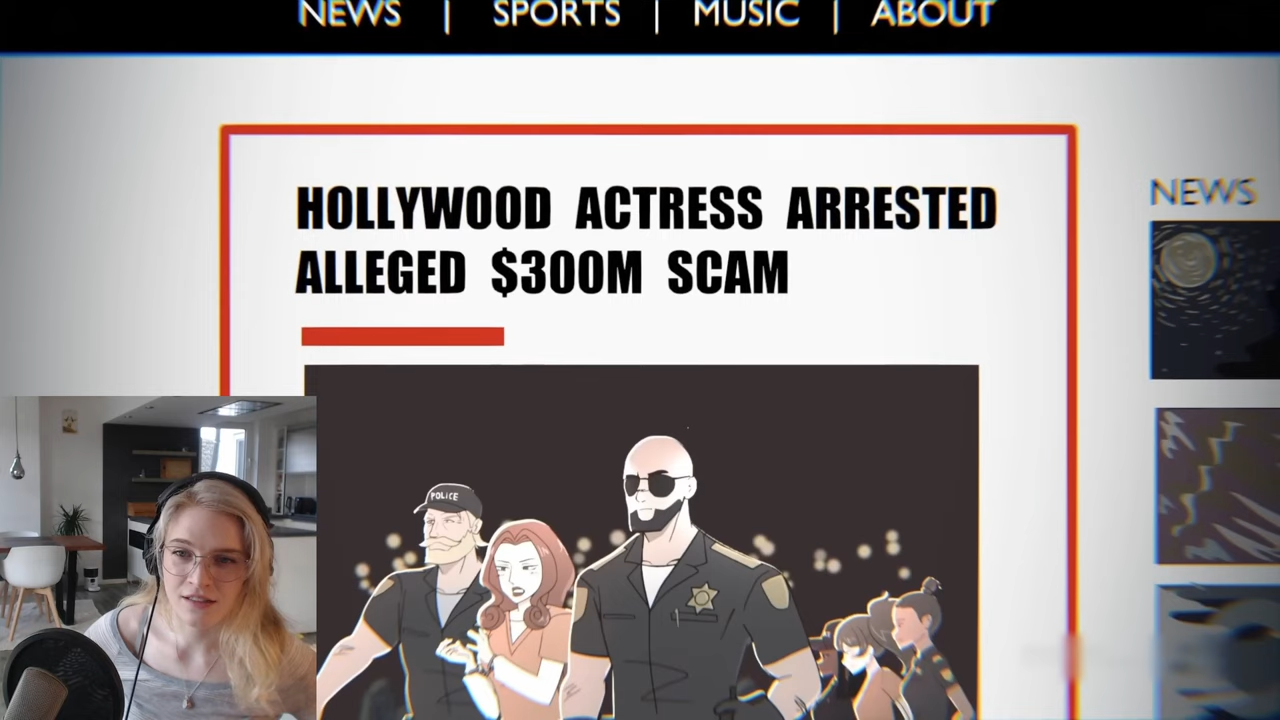 NEWS | SPORTS | MUSIC | ABOUT
HOLLYWOOD ACTRESS ARRESTED
ALLEGED $300M SCAM
NEWS
POLICE